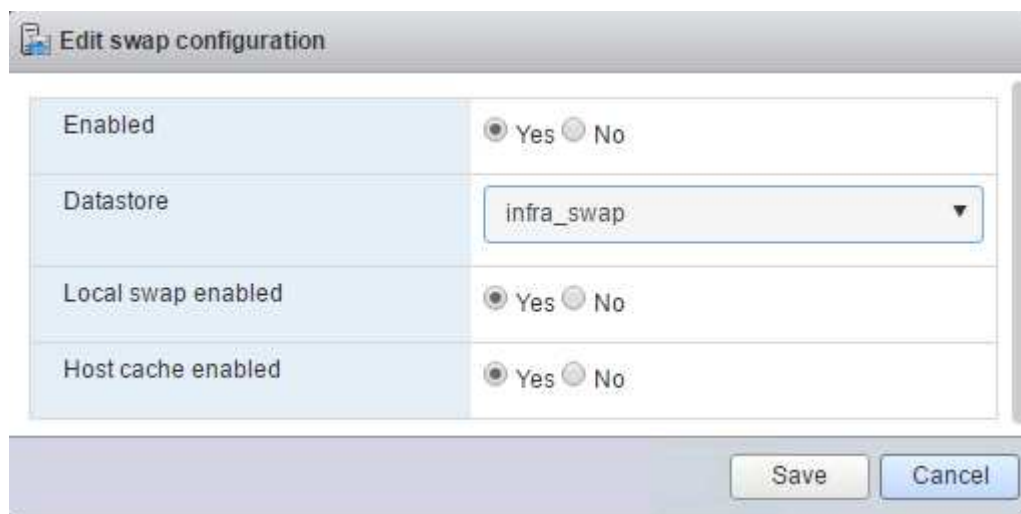 Edit swap configuration
Enabled Yes No
Datastore infra_swap
Local swap enabled Yes No
Host cache enabled Yes No
Save Cancel